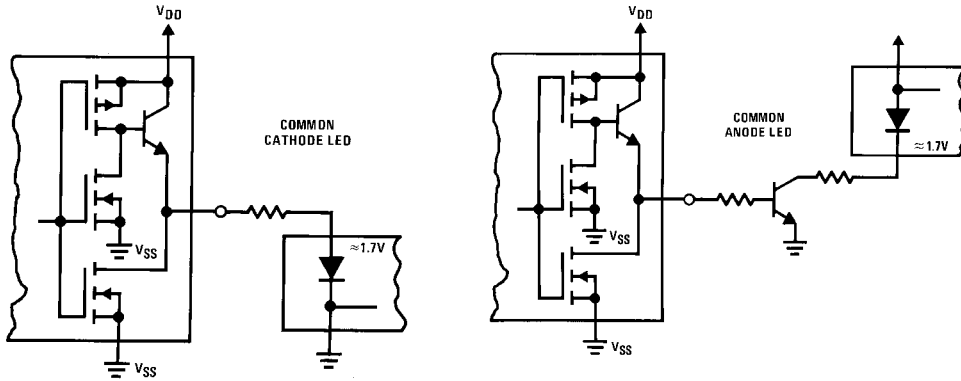 VDD
COMMON
CATHODE LED
≈1.7V
VSS
VSS
VDD
COMMON
ANODE LED
≈1.7V
VSS
VSS